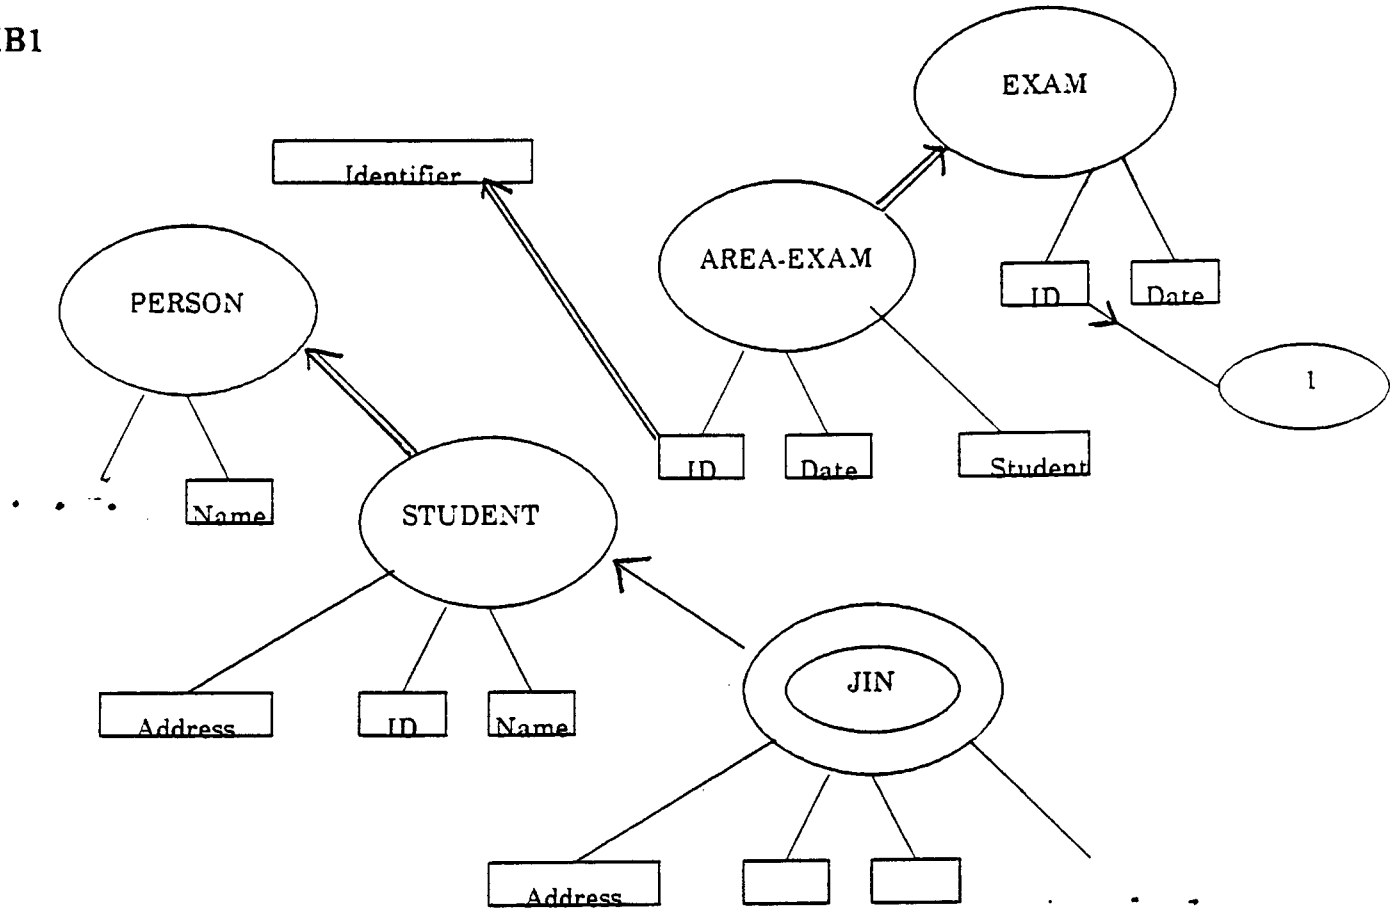 B1
EXAM
Identifier
AREA-EXAM
PERSON
ID
Date
1
ID
Date
Student
Name
STUDENT
JIN
Address
ID
Name
Address